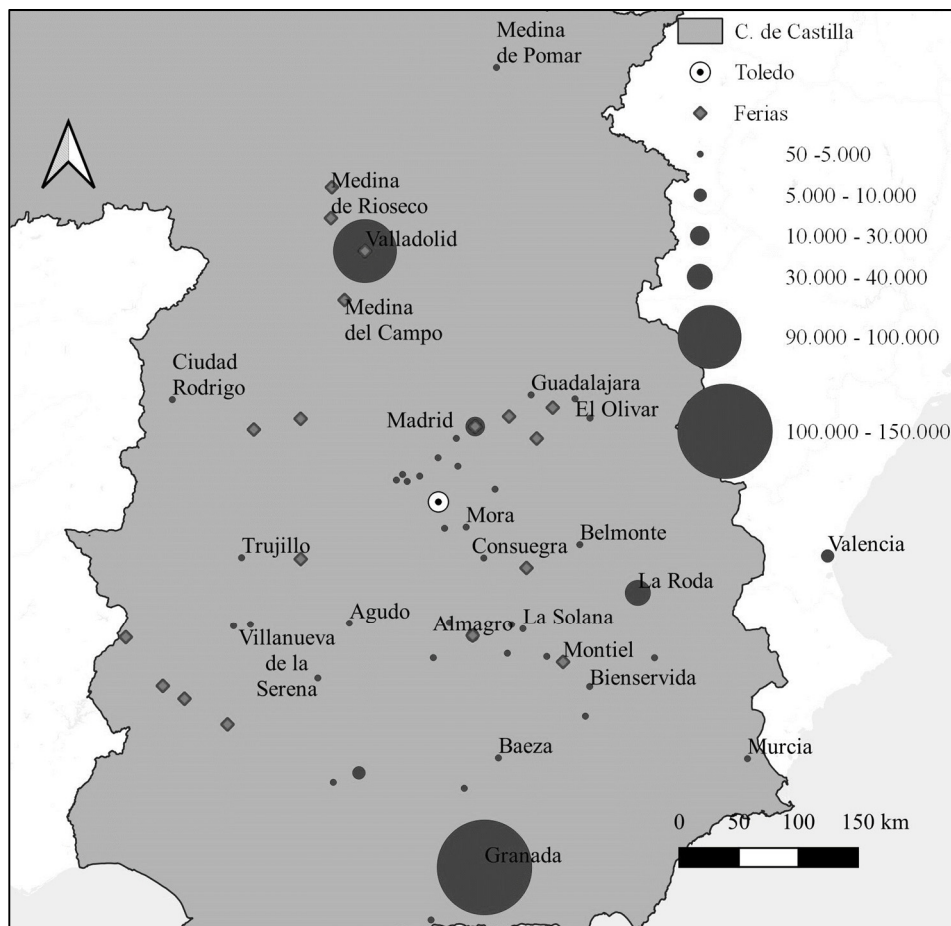 Medina
de Pomar
C. de Castilla
Toledo
Ferias
50 -5.000
5.000 - 10.000
10.000 - 30.000
30.000 - 40.000
90.000 - 100.000
100.000 - 150.000
Medina
de Rioseco
Valladolid
Medina
del Campo
Ciudad
Rodrigo
Guadalajara
El Olivar
Madrid
Mora
Belmonte
Consuegra
Valencia
Trujillo
La Roda
Agudo
Almagro
La Solana
Villanueva
de la
Serena
Montiel
Bienservida
Baeza
Murcia
0 50 100 150 km
Granada